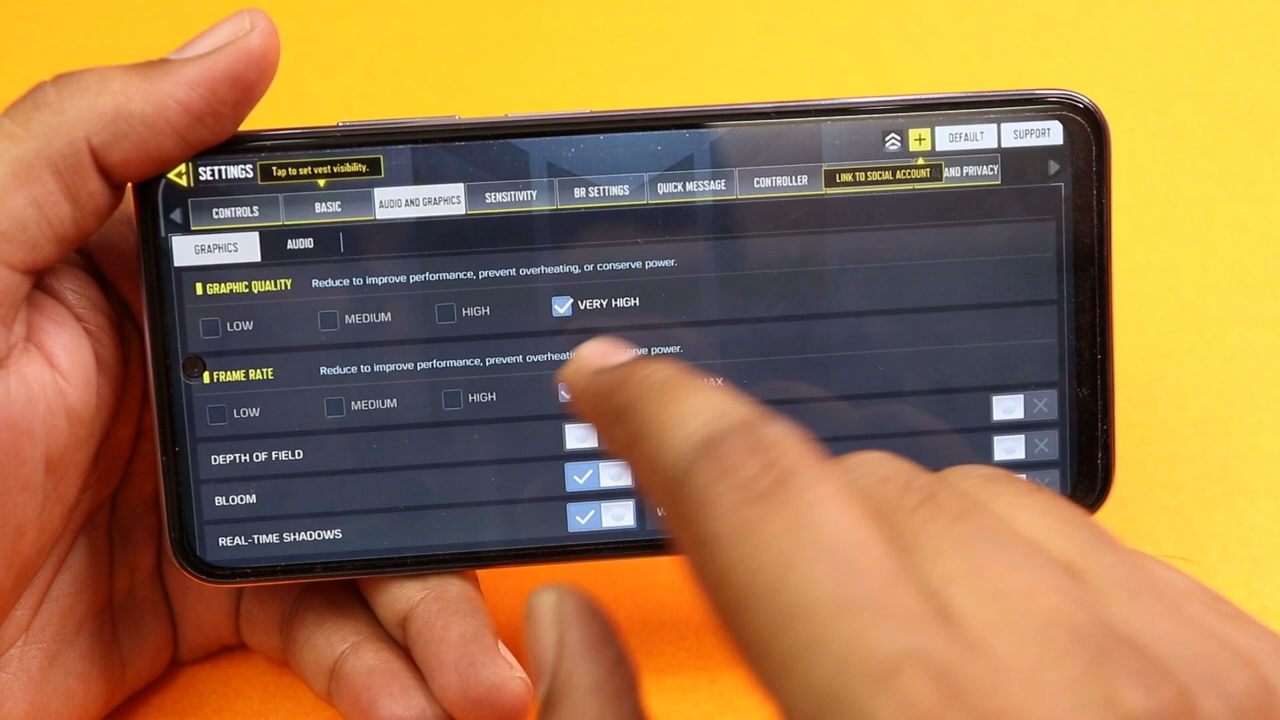 SETTINGS
Tap to set vest visibility.
DEFAULT
SUPPORT
CONTROLS
BASIC
AUDIO AND GRAPHICS
SENSITIVITY
BR SETTINGS
QUICK MESSAGE
CONTROLLER
LINK TO SOCIAL ACCOUNT
AND PRIVACY
GRAPHICS
AUDIO
GRAPHIC QUALITY Reduce to improve performance, prevent overheating, or conserve power.
LOW MEDIUM HIGH VERY HIGH
FRAME RATE Reduce to improve performance, prevent power.
LOW MEDIUM HIGH MAX
DEPTH OF FIELD
BLOOM
REAL-TIME SHADOWS